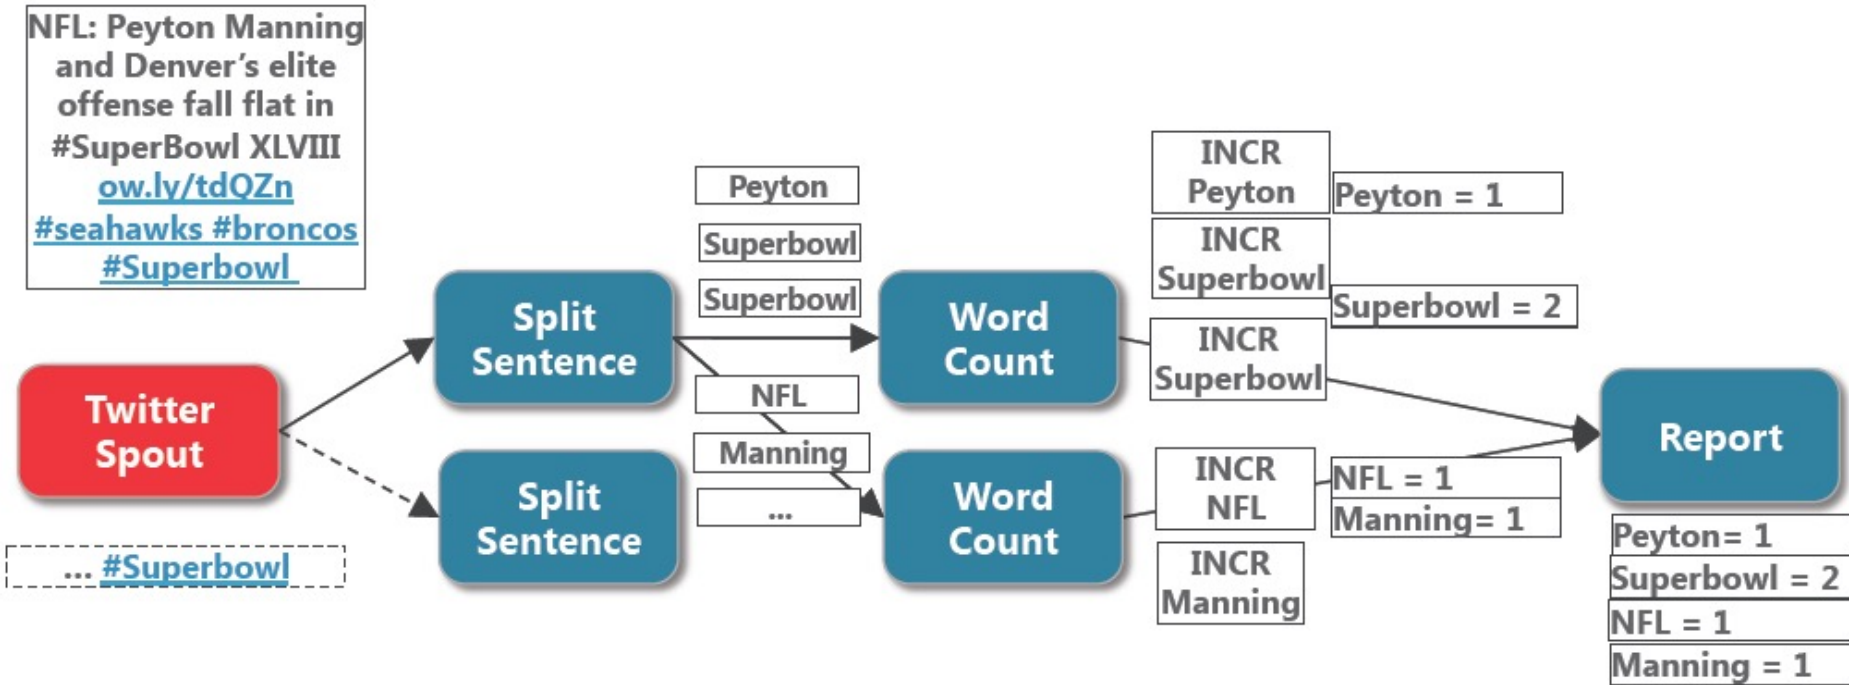 NFL: Peyton Manning
and Denver's elite
offense fall flat in
#SuperBowl XLVIII
ow.ly/tdQZn
#seahawks #broncos
#Superbowl
Twitter
Spout
... #Superbowl
Split
Sentence
Split
Sentence
Peyton
Superbowl
Superbowl
NFL
Manning
...
Word
Count
Word
Count
INCR
Peyton
INCR
Superbowl
INCR
Superbowl
INCR
NFL
INCR
Manning
Peyton = 1
Superbowl = 2
NFL = 1
Manning= 1
Report
Peyton= 1
Superbowl = 2
NFL = 1
Manning = 1